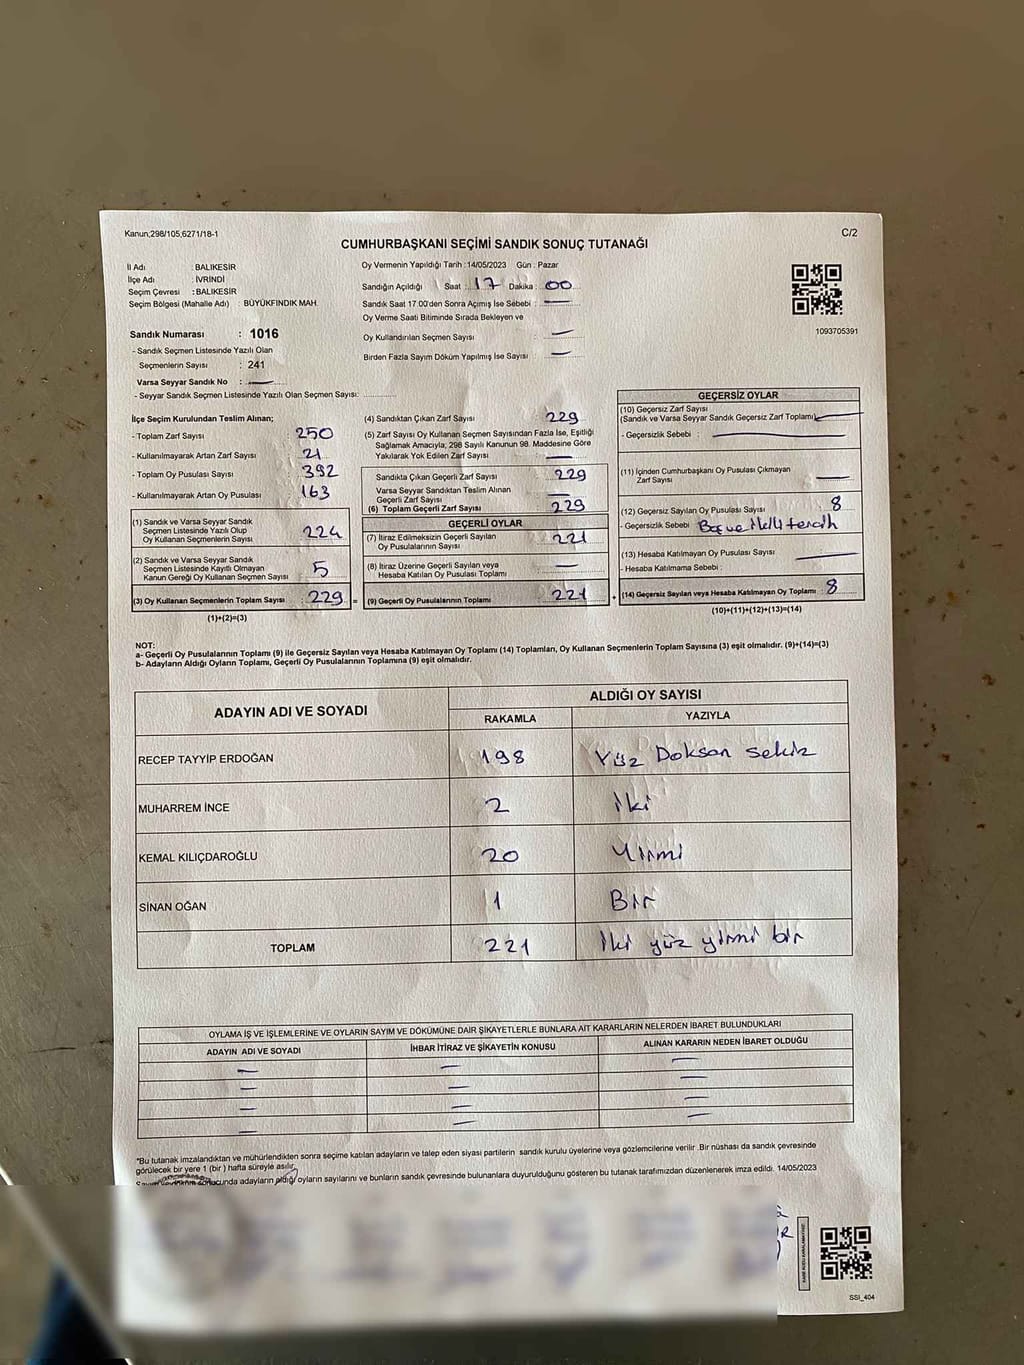 Kanun;298/105,6271/18-1
C/2
CUMHURBAŞKANI SEÇİMİ SANDIK SONUÇ TUTANAĞI
İl Adı : BALIKESİR
İlçe Adı : İVRİNDİ
Seçim Çevresi : BALIKESİR
Seçim Bölgesi (Mahalle Adı) : BÜYÜKFINDIK MAH.
Sandık Numarası : 1016
- Sandık Seçmen Listesinde Yazılı Olan
Seçmenlerin Sayısı : 241
Varsa Seyyar Sandık No : —
- Seyyar Sandık Seçmen Listesinde Yazılı Olan Seçmen Sayısı:
Oy Vermenin Yapıldığı Tarih :14/05/2023 Gün : Pazar
Sandığın Açıldığı Saat : 17 Dakika : 00
Sandık Saat 17.00'den Sonra Açımış İse Sebebi : —
Oy Verme Saati Bitiminde Sırada Bekleyen ve
Oy Kullandırılan Seçmen Sayısı : —
Birden Fazla Sayım Döküm Yapılmış İse Sayısı : —
1093705391
İlçe Seçim Kurulundan Teslim Alınan;
- Toplam Zarf Sayısı : 250
- Kullanılmayarak Artan Zarf Sayısı : 21
- Toplam Oy Pusulası Sayısı : 392
- Kullanılmayarak Artan Oy Pusulası : 163
(1) Sandık ve Varsa Seyyar Sandık
Seçmen Listesinde Yazılı Olup
Oy Kullanan Seçmenlerin Sayısı : 224
(2) Sandık ve Varsa Seyyar Sandık
Seçmen Listesinde Kayıtlı Olmayan
Kanun Gereği Oy Kullanan Seçmen Sayısı : 5
(3) Oy Kullanan Seçmenlerin Toplam Sayısı : 229 =
(1)+(2)=(3)
(4) Sandıktan Çıkan Zarf Sayısı : 229
(5) Zarf Sayısı Oy Kullanan Seçmen Sayısından Fazla İse, Eşitliği
Sağlamak Amacıyla; 298 Sayılı Kanunun 98. Maddesine Göre
Yakılarak Yok Edilen Zarf Sayısı : —
Sandıkta Çıkan Geçerli Zarf Sayısı : 229
Varsa Seyyar Sandıktan Teslim Alınan
Geçerli Zarf Sayısı : —
(6) Toplam Geçerli Zarf Sayısı : 229
GEÇERLİ OYLAR
(7) İtiraz Edilmeksizin Geçerli Sayılan
Oy Pusulalarının Sayısı : 221
(8) İtiraz Üzerine Geçerli Sayılan veya
Hesaba Katılan Oy Pusulası Toplamı : —
(9) Geçerli Oy Pusulalarının Toplamı : 221 +
GEÇERSİZ OYLAR
(10) Geçersiz Zarf Sayısı
(Sandık ve Varsa Seyyar Sandık Geçersiz Zarf Toplamı) —
- Geçersizlik Sebebi : —
(11) İçinden Cumhurbaşkanı Oy Pusulası Çıkmayan
Zarf Sayısı : —
(12) Geçersiz Sayılan Oy Pusulası Sayısı : 8
- Geçersizlik Sebebi : Boş ve ikili tercih
(13) Hesaba Katılmayan Oy Pusulası Sayısı : —
- Hesaba Katılmama Sebebi :
(14) Geçersiz Sayılan veya Hesaba Katılmayan Oy Toplamı : 8
(10)+(11)+(12)+(13)=(14)
NOT:
a- Geçerli Oy Pusulalarının Toplamı (9) ile Geçersiz Sayılan veya Hesaba Katılmayan Oy Toplamı (14) Toplamları, Oy Kullanan Seçmenlerin Toplam Sayısına (3) eşit olmalıdır. (9)+(14)=(3)
b- Adayların Aldığı Oyların Toplamı, Geçerli Oy Pusulalarının Toplamına (9) eşit olmalıdır.
ADAYIN ADI VE SOYADI ALDIĞI OY SAYISI
RAKAMLA YAZIYLA
RECEP TAYYİP ERDOĞAN 198 Yüz Doksan sekiz
MUHARREM İNCE 2 iki
KEMAL KILIÇDAROĞLU 20 Yirmi
SİNAN OĞAN 1 Bir
TOPLAM 221 iki yüz yirmi bir
OYLAMA İŞ VE İŞLEMLERİNE VE OYLARIN SAYIM VE DÖKÜMÜNE DAİR ŞİKAYETLERLE BUNLARA AİT KARARLARIN NELERDEN İBARET BULUNDUKLARI
ADAYIN ADI VE SOYADI İHBAR İTİRAZ VE ŞİKAYETİN KONUSU ALINAN KARARIN NEDEN İBARET OLDUĞU
— — —
— — —
— — —
— — —
*Bu tutanak imzalandıktan ve mühürlendikten sonra seçime katılan adayların ve talep eden siyasi partilerin sandık kurulu üyelerine veya gözlemcilerine verilir .Bir nüshası da sandık çevresinde
görülecek bir yere 1 (bir ) hafta süreyle asılır.
sonucunda adayların aldığı oyların sayılarını ve bunların sandık çevresinde bulunanlara duyurulduğunu gösteren bu tutanak tarafımızdan düzenlenerek imza edildi. 14/05/2023
SSİ_404